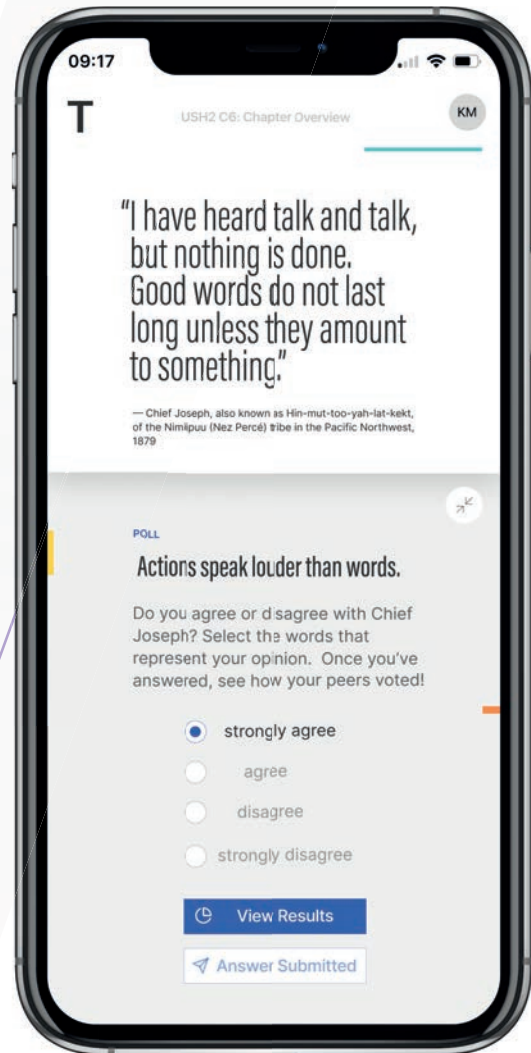 09:17
T
USH2 C6: Chapter Overview
KM
“I have heard talk and talk,
but nothing is done.
Good words do not last
long unless they amount
to something.”
— Chief Joseph, also known as Hin-mut-too-yah-lat-kekt,
of the Nimiipuu (Nez Percé) tribe in the Pacific Northwest,
1879
POLL
Actions speak louder than words.
Do you agree or disagree with Chief
Joseph? Select the words that
represent your opinion. Once you’ve
answered, see how your peers voted!
strongly agree
agree
disagree
strongly disagree
View Results
Answer Submitted